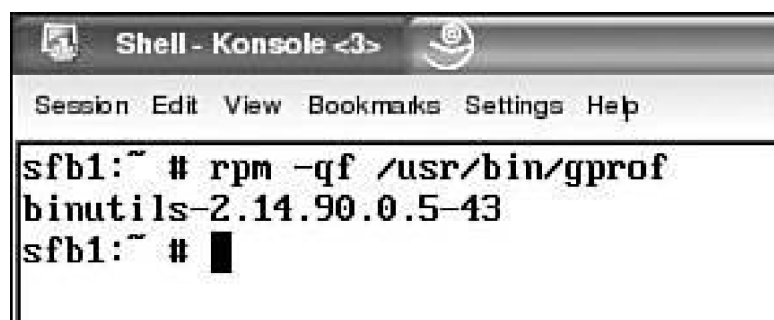 Shell - Konsole <3>
Session Edit View Bookmarks Settings Help
sfb1:~ # rpm -qf /usr/bin/gprof
binutils-2.14.90.0.5-43
sfb1:~ #